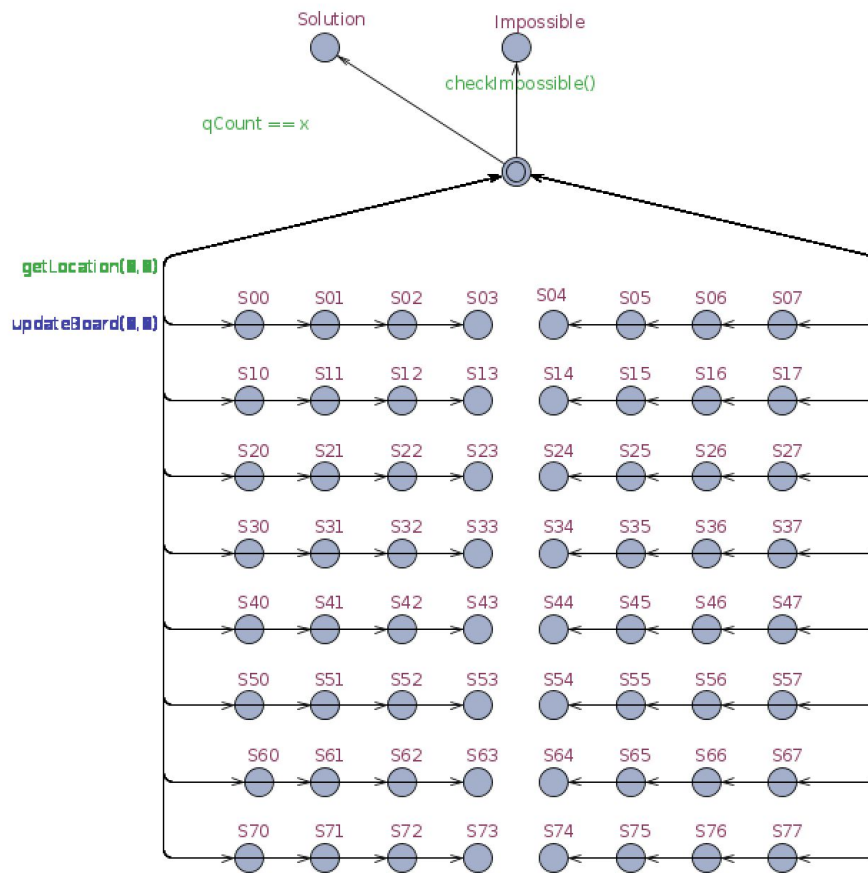 Solution Impossible
checkImpossible()
qCount == x
getLocation(
S00 S01 S02 S03 S04 S05 S06 S07
updateBoard(
S10 S11 S12 S13 S14 S15 S16 S17
S20 S21 S22 S23 S24 S25 S26 S27
S30 S31 S32 S33 S34 S35 S36 S37
S40 S41 S42 S43 S44 S45 S46 S47
S50 S51 S52 S53 S54 S55 S56 S57
S60 S61 S62 S63 S64 S65 S66 S67
S70 S71 S72 S73 S74 S75 S76 S77